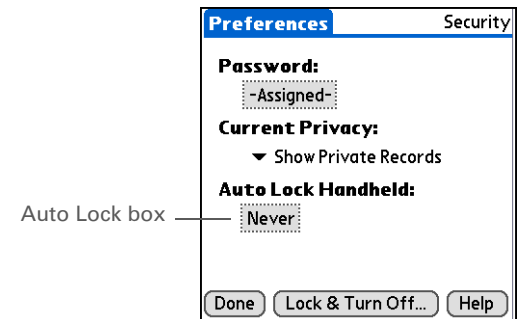 Preferences Security
Password:
-Assigned-
Current Privacy:
Show Private Records
Auto Lock Handheld:
Auto Lock box Never
Done Lock & Turn Off... Help